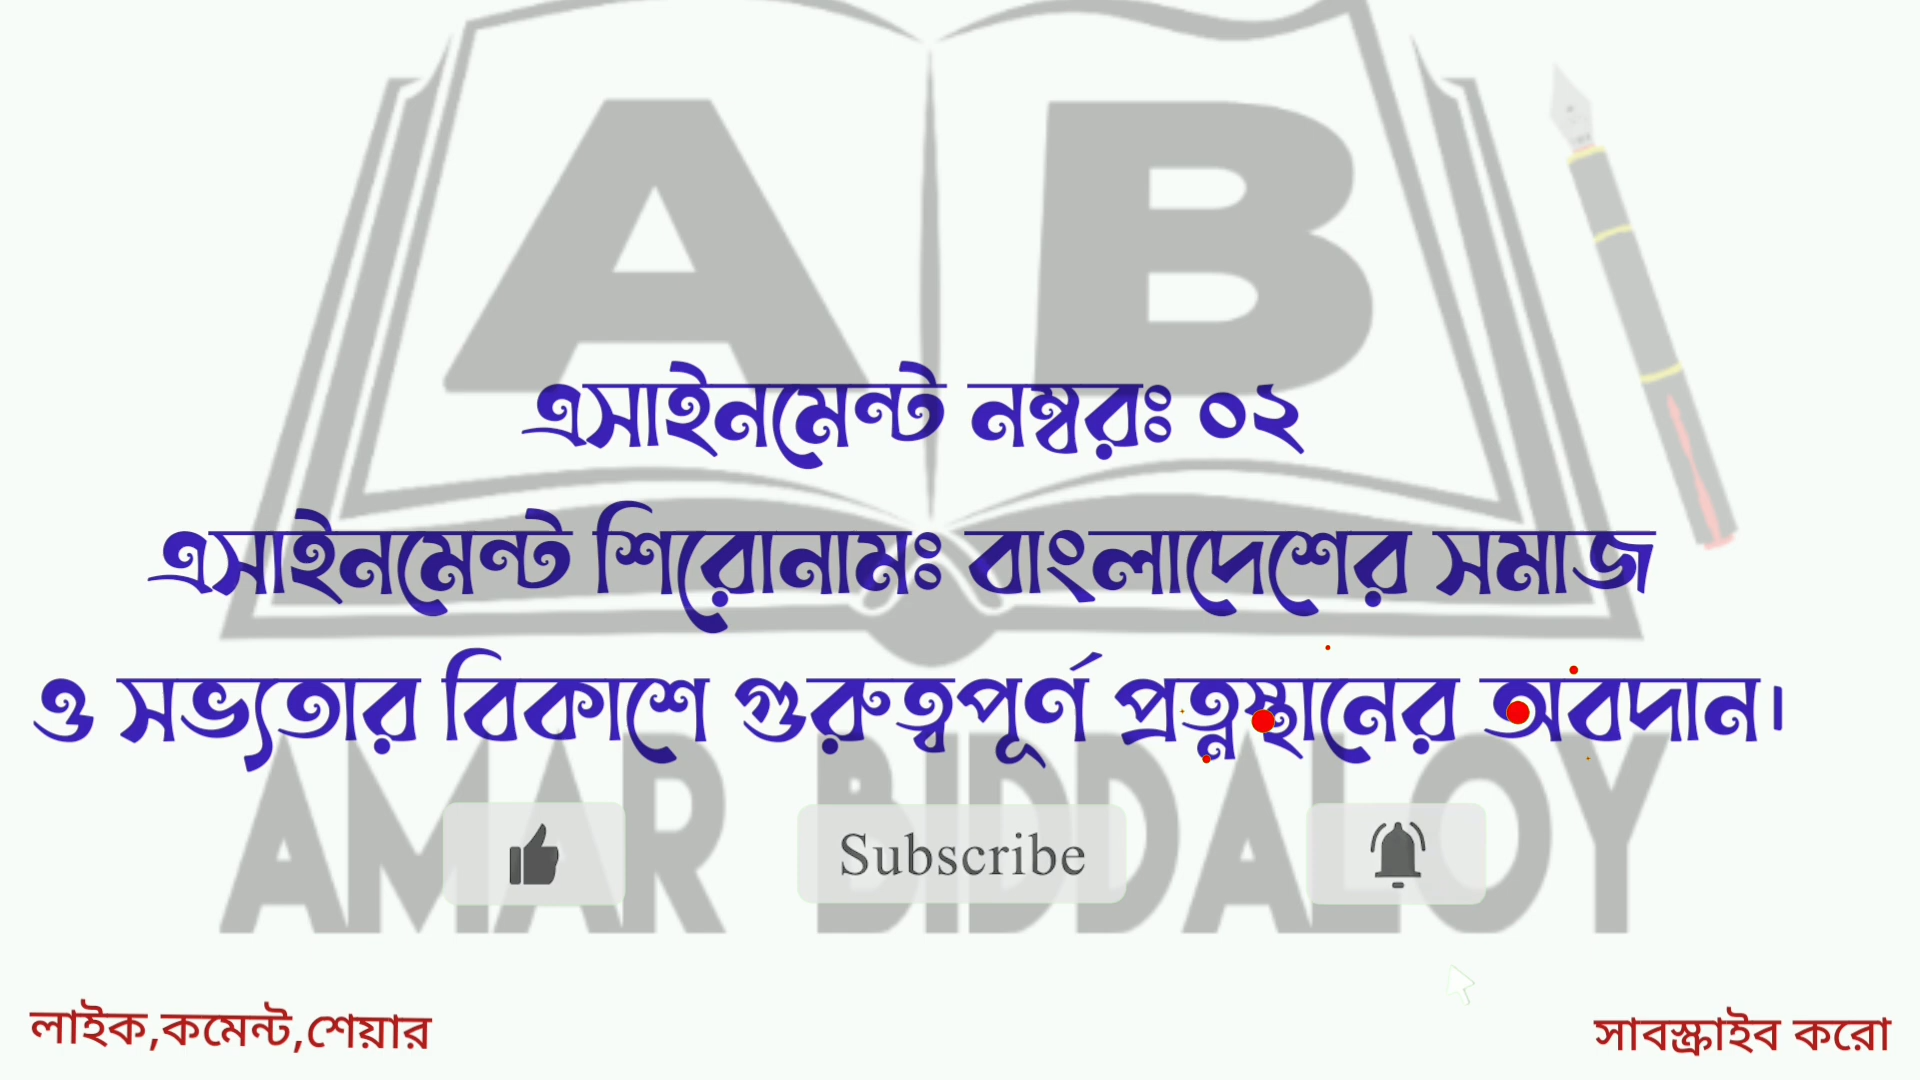 A B
এসাইনমেন্ট নম্বরঃ ০২
এসাইনমেন্ট শিরোনামঃ বাংলাদেশের সমাজ
ও সভ্যতার বিকাশে গুরুত্বপূর্ণ প্রত্নস্থানের অবদান।
AMAR BIDDALOY
Subscribe
লাইক,কমেন্ট,শেয়ার
সাবস্ক্রাইব করো